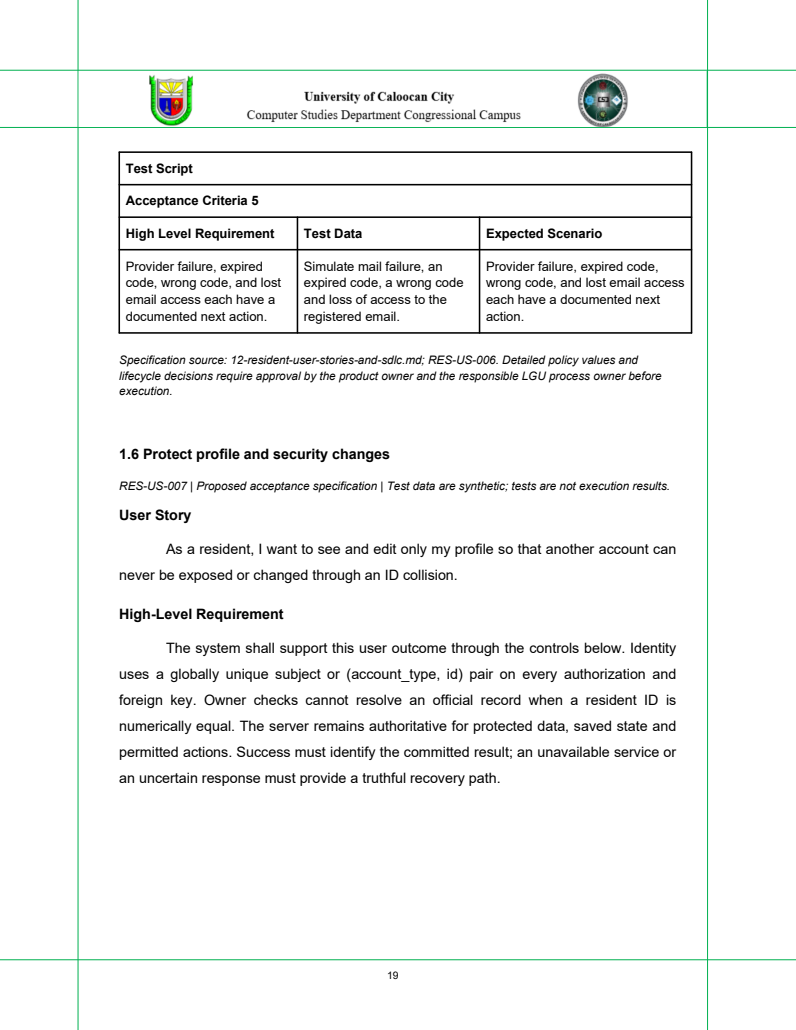 University of Caloocan City
Computer Studies Department Congressional Campus
Test Script
Acceptance Criteria 5
High Level Requirement
Test Data
Expected Scenario
Provider failure, expired
code, wrong code, and lost
email access each have a
documented next action.
Simulate mail failure, an
expired code, a wrong code
and loss of access to the
registered email.
Provider failure, expired code,
wrong code, and lost email access
each have a documented next
action.
Specification source: 12-resident-user-stories-and-sdlc.md; RES-US-006. Detailed policy values and
lifecycle decisions require approval by the product owner and the responsible LGU process owner before
execution.
1.6 Protect profile and security changes
RES-US-007 | Proposed acceptance specification | Test data are synthetic; tests are not execution results.
User Story
As a resident, I want to see and edit only my profile so that another account can
never be exposed or changed through an ID collision.
High-Level Requirement
The system shall support this user outcome through the controls below. Identity
uses a globally unique subject or (account_type, id) pair on every authorization and
foreign key. Owner checks cannot resolve an official record when a resident ID is
numerically equal. The server remains authoritative for protected data, saved state and
permitted actions. Success must identify the committed result; an unavailable service or
an uncertain response must provide a truthful recovery path.
19